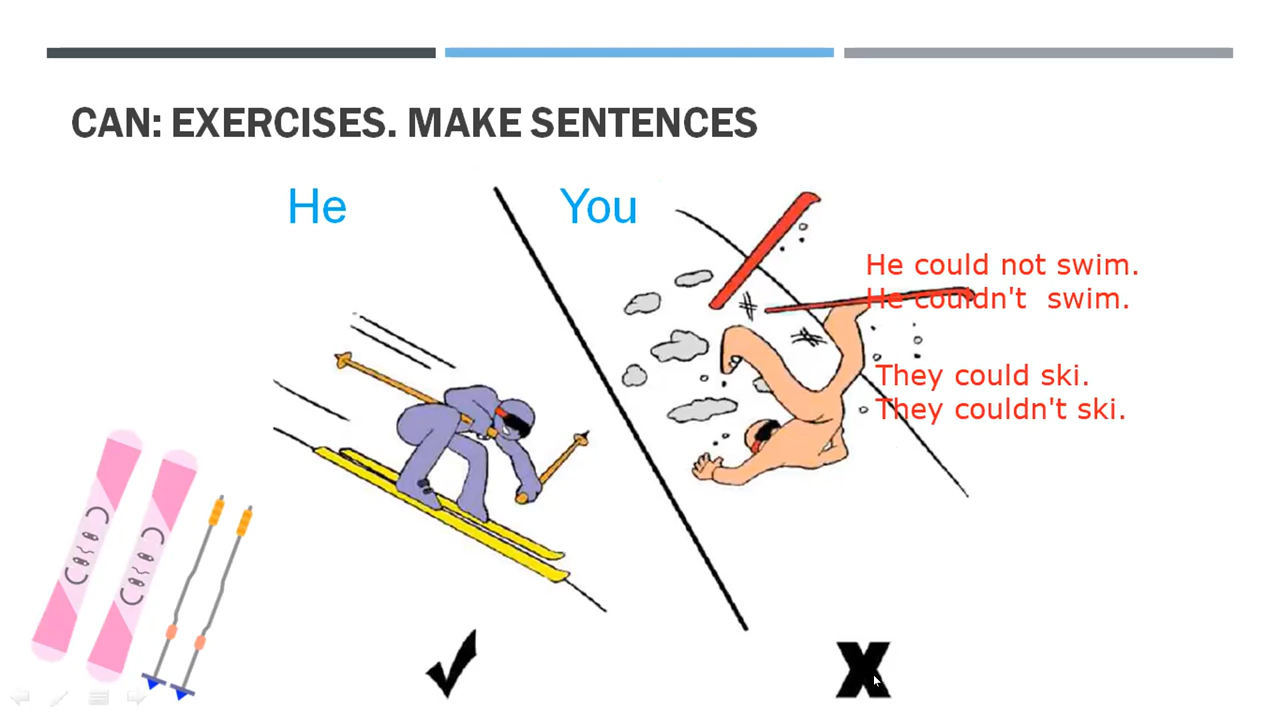 CAN: EXERCISES. MAKE SENTENCES
He
You
He could not swim.
He couldn't swim.
They could ski.
They couldn't ski.